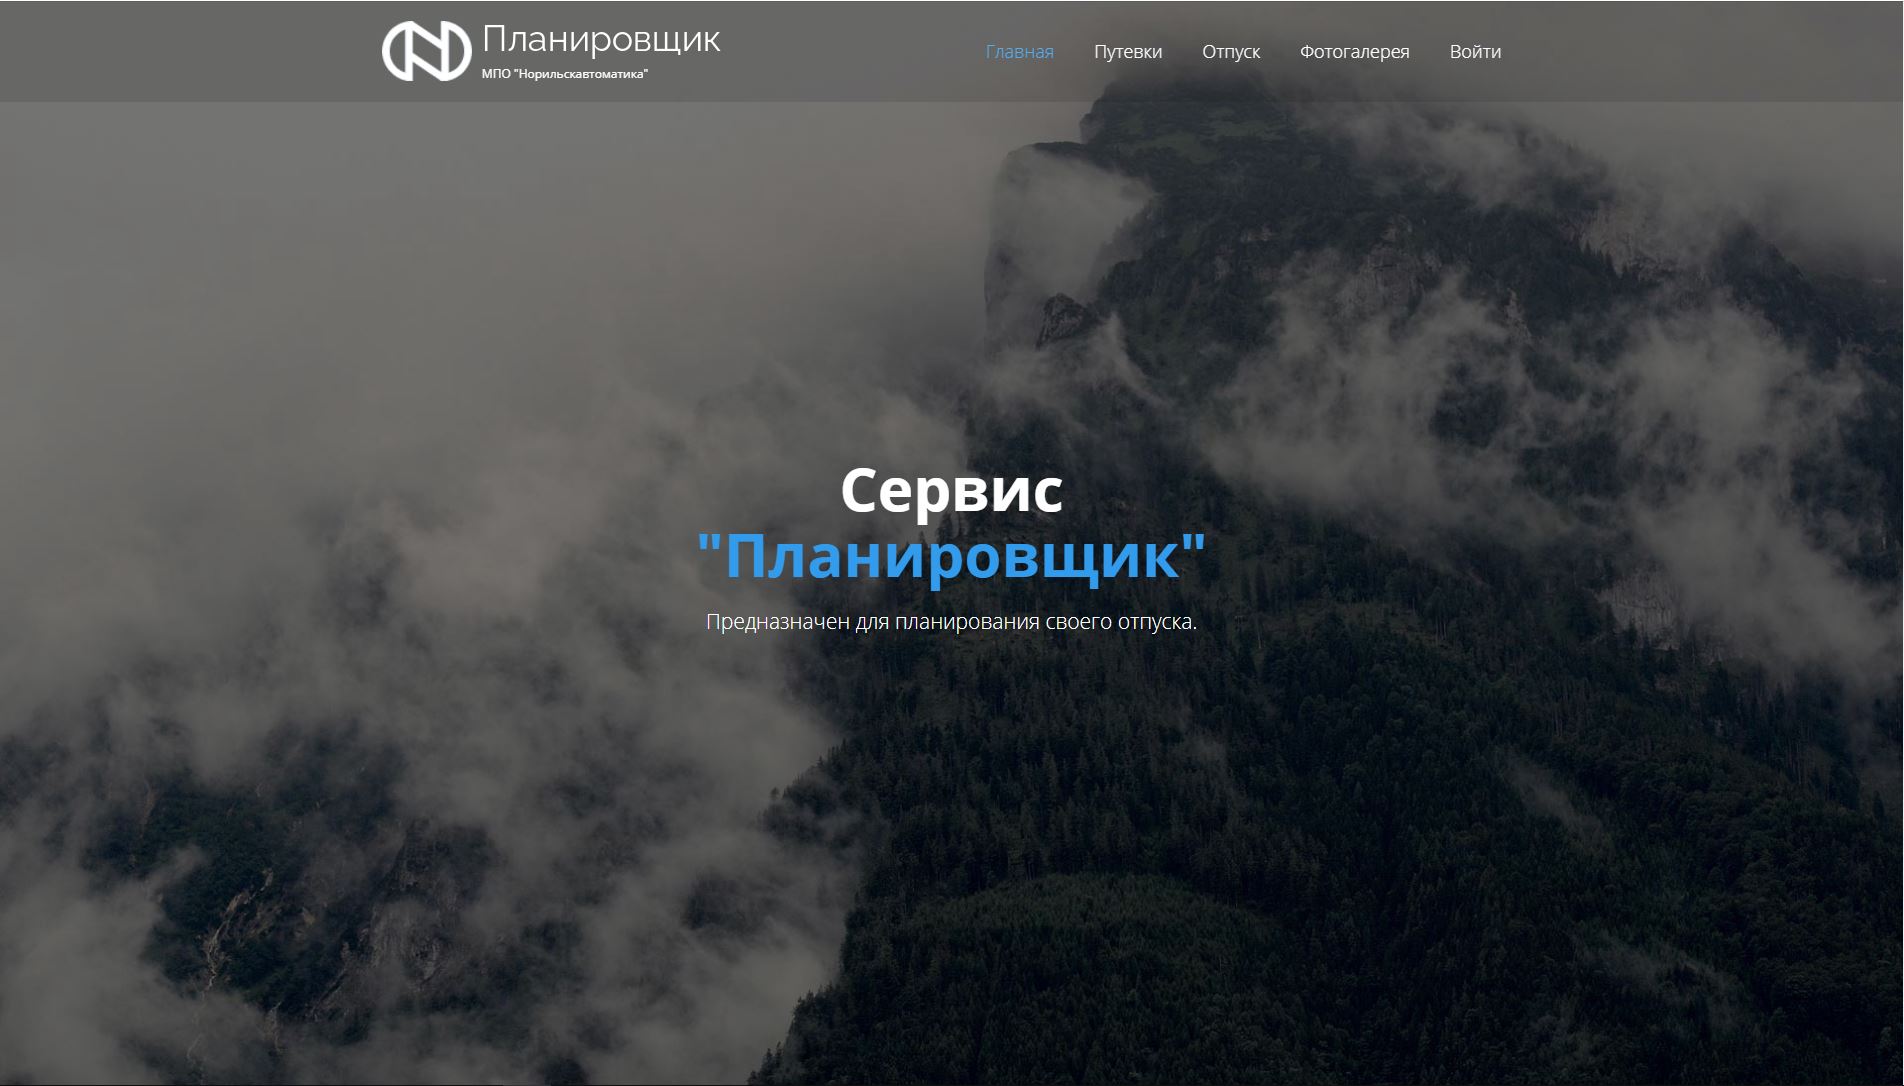 Планировщик
МПО "Норильскавтоматика"
Главная Путевки Отпуск Фотогалерея Войти
Сервис
"Планировщик"
Предназначен для планирования своего отпуска.